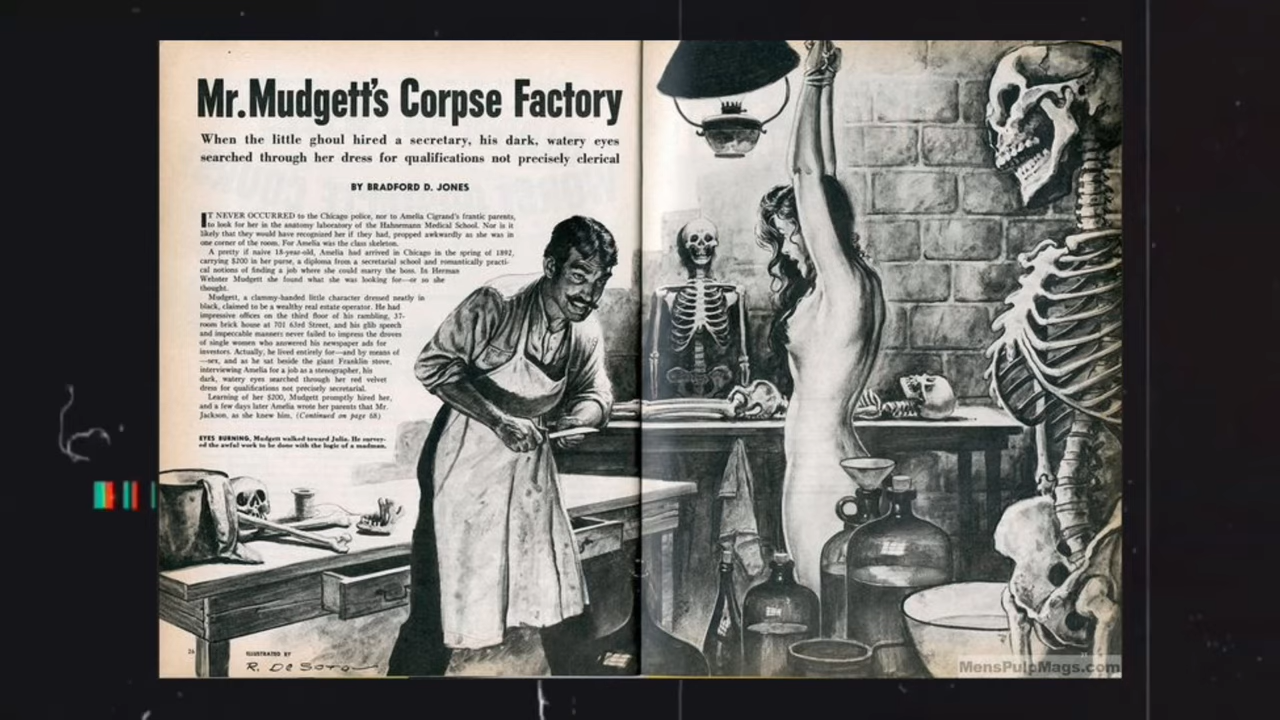 Mr. Mudgett's Corpse Factory
When the little ghoul hired a secretary, his dark, watery eyes
searched through her dress for qualifications not precisely clerical
BY BRADFORD D. JONES
IT NEVER OCCURRED to the Chicago police, nor to Amelia Cigrand's frantic parents,
to look for her in the anatomy laboratory of the Hahnemann Medical School. Nor is it
likely that they would have recognized her if they had, propped awkwardly as she was in
one corner of the room. For Amelia was the class skeleton.
A pretty if naive 18-year-old, Amelia had arrived in Chicago in the spring of 1892,
carrying $200 in her purse, a diploma from a secretarial school and romantically practi-
cal notions of finding a job where she could marry the boss. In Herman
Webster Mudgett she found what she was looking for—or so she
thought.
Mudgett, a clammy-handed little character dressed neatly in
black, claimed to be a wealthy real estate operator. He had
impressive offices on the third floor of his rambling, 37-
room brick house at 701 63rd Street, and his glib speech
and impeccable manners never failed to impress the droves
of single women who answered his newspaper ads for
investors. Actually, he lived entirely for—and by means of
—sex, and as he sat beside the giant Franklin stove,
interviewing Amelia for a job as a stenographer, his
dark, watery eyes searched through her red velvet
dress for qualifications not precisely secretarial.
Learning of her $200, Mudgett promptly hired her,
and a few days later Amelia wrote her parents that Mr.
Jackson, as she knew him, (Continued on page 68)
EYES BURNING, Mudgett walked toward Julia. He survey-
ed the awful work to be done with the logic of a madman.
26
ILLUSTRATED BY
R. DE SOTO
MensPulpMags.com